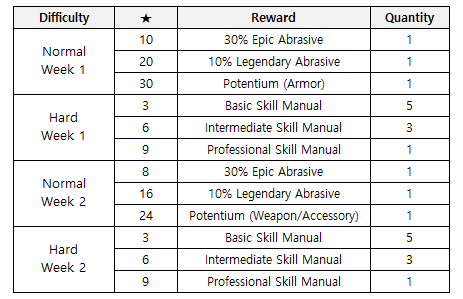 Difficulty ★ Reward Quantity
Normal Week 1 10 30% Epic Abrasive 1
20 10% Legendary Abrasive 1
30 Potentium (Armor) 1
Hard Week 1 3 Basic Skill Manual 5
6 Intermediate Skill Manual 3
9 Professional Skill Manual 1
Normal Week 2 8 30% Epic Abrasive 1
16 10% Legendary Abrasive 1
24 Potentium (Weapon/Accessory) 1
Hard Week 2 3 Basic Skill Manual 5
6 Intermediate Skill Manual 3
9 Professional Skill Manual 1